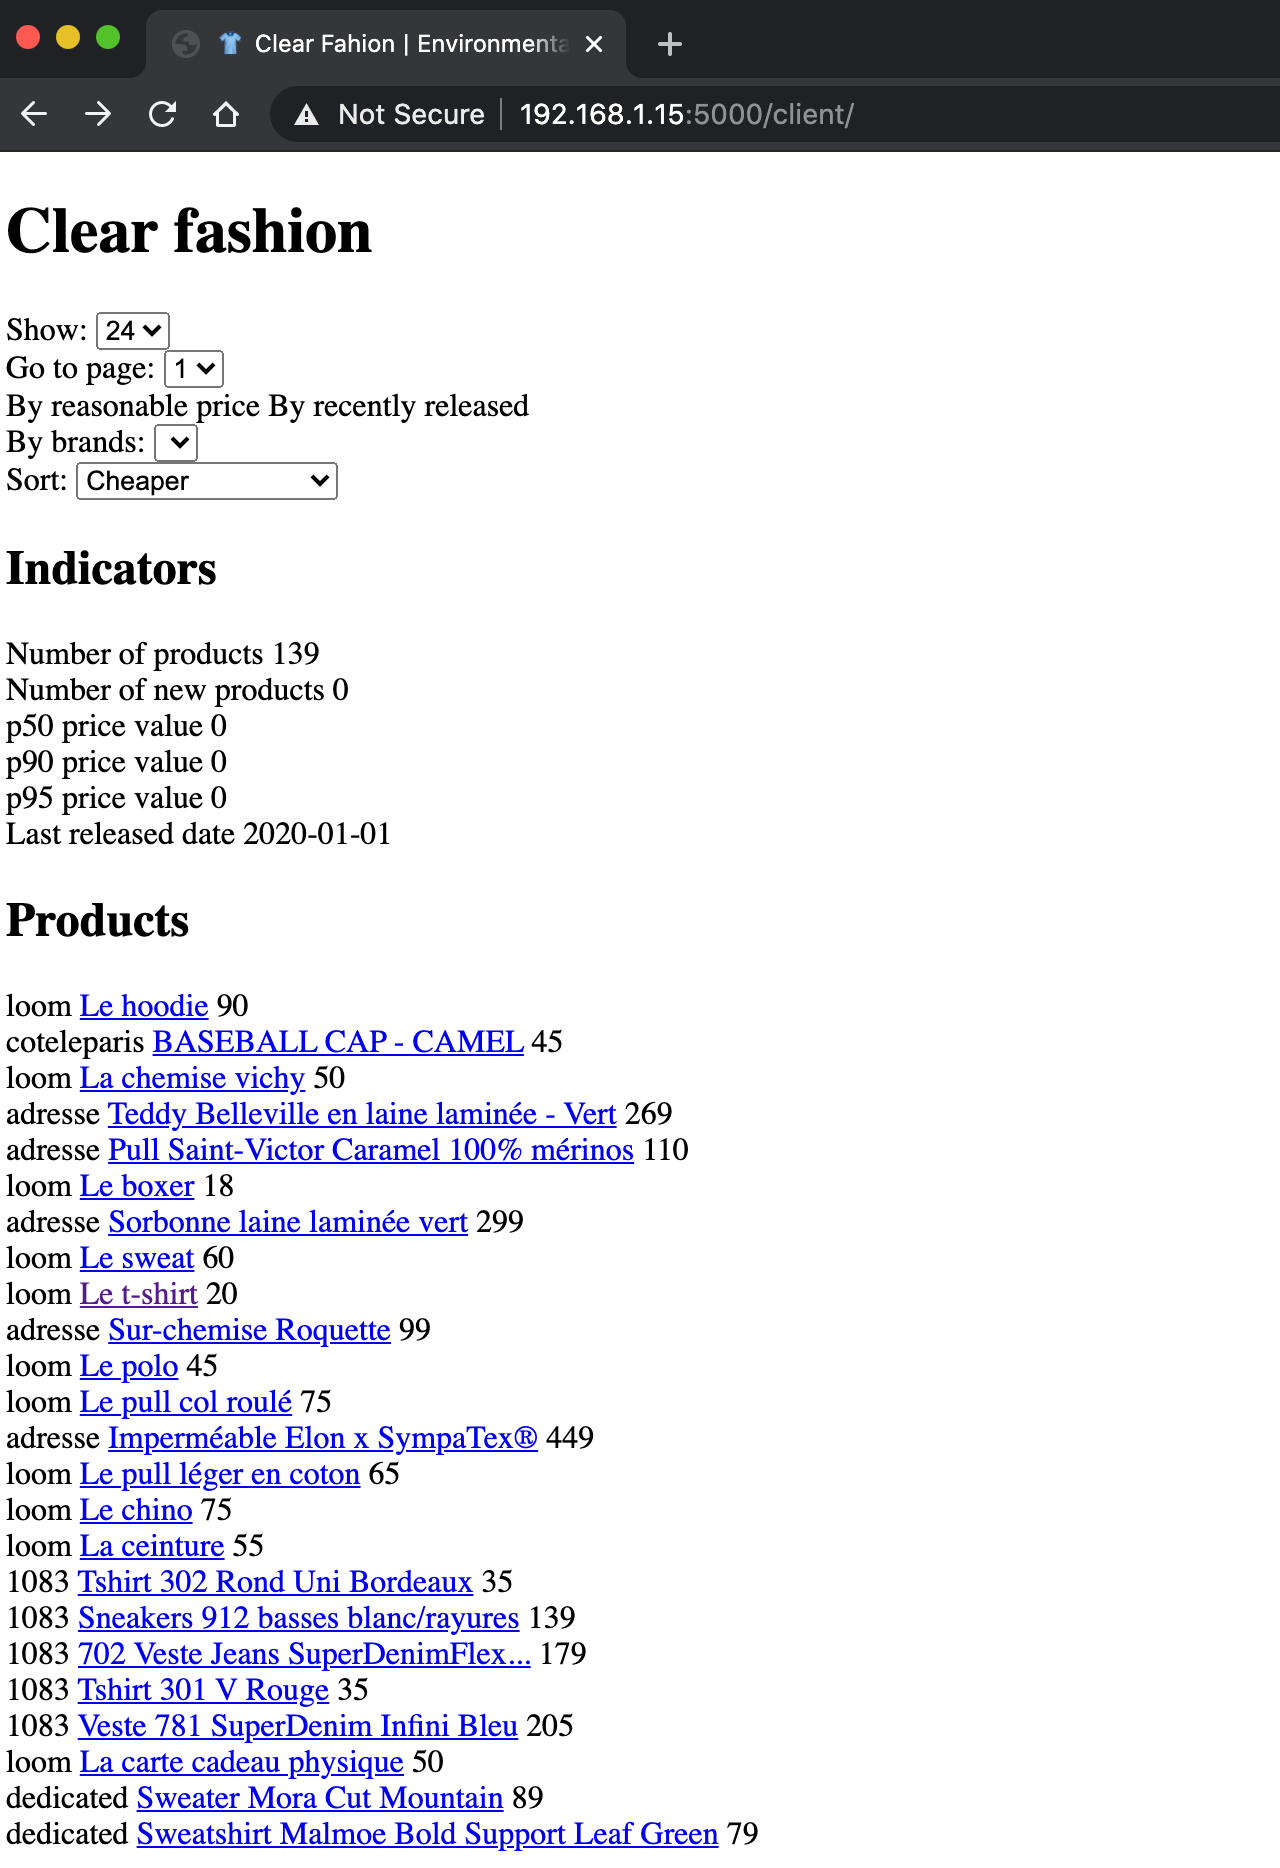 Clear Fahion | Environmenta
Not Secure 192.168.1.15:5000/client/
Clear fashion
Show: 24
Go to page: 1
By reasonable price By recently released
By brands:
Sort: Cheaper
Indicators
Number of products 139
Number of new products 0
p50 price value 0
p90 price value 0
p95 price value 0
Last released date 2020-01-01
Products
loom Le hoodie 90
coteleparis BASEBALL CAP - CAMEL 45
loom La chemise vichy 50
adresse Teddy Belleville en laine laminée - Vert 269
adresse Pull Saint-Victor Caramel 100% mérinos 110
loom Le boxer 18
adresse Sorbonne laine laminée vert 299
loom Le sweat 60
loom Le t-shirt 20
adresse Sur-chemise Roquette 99
loom Le polo 45
loom Le pull col roulé 75
adresse Imperméable Elon x SympaTex® 449
loom Le pull léger en coton 65
loom Le chino 75
loom La ceinture 55
1083 Tshirt 302 Rond Uni Bordeaux 35
1083 Sneakers 912 basses blanc/rayures 139
1083 702 Veste Jeans SuperDenimFlex... 179
1083 Tshirt 301 V Rouge 35
1083 Veste 781 SuperDenim Infini Bleu 205
loom La carte cadeau physique 50
dedicated Sweater Mora Cut Mountain 89
dedicated Sweatshirt Malmoe Bold Support Leaf Green 79